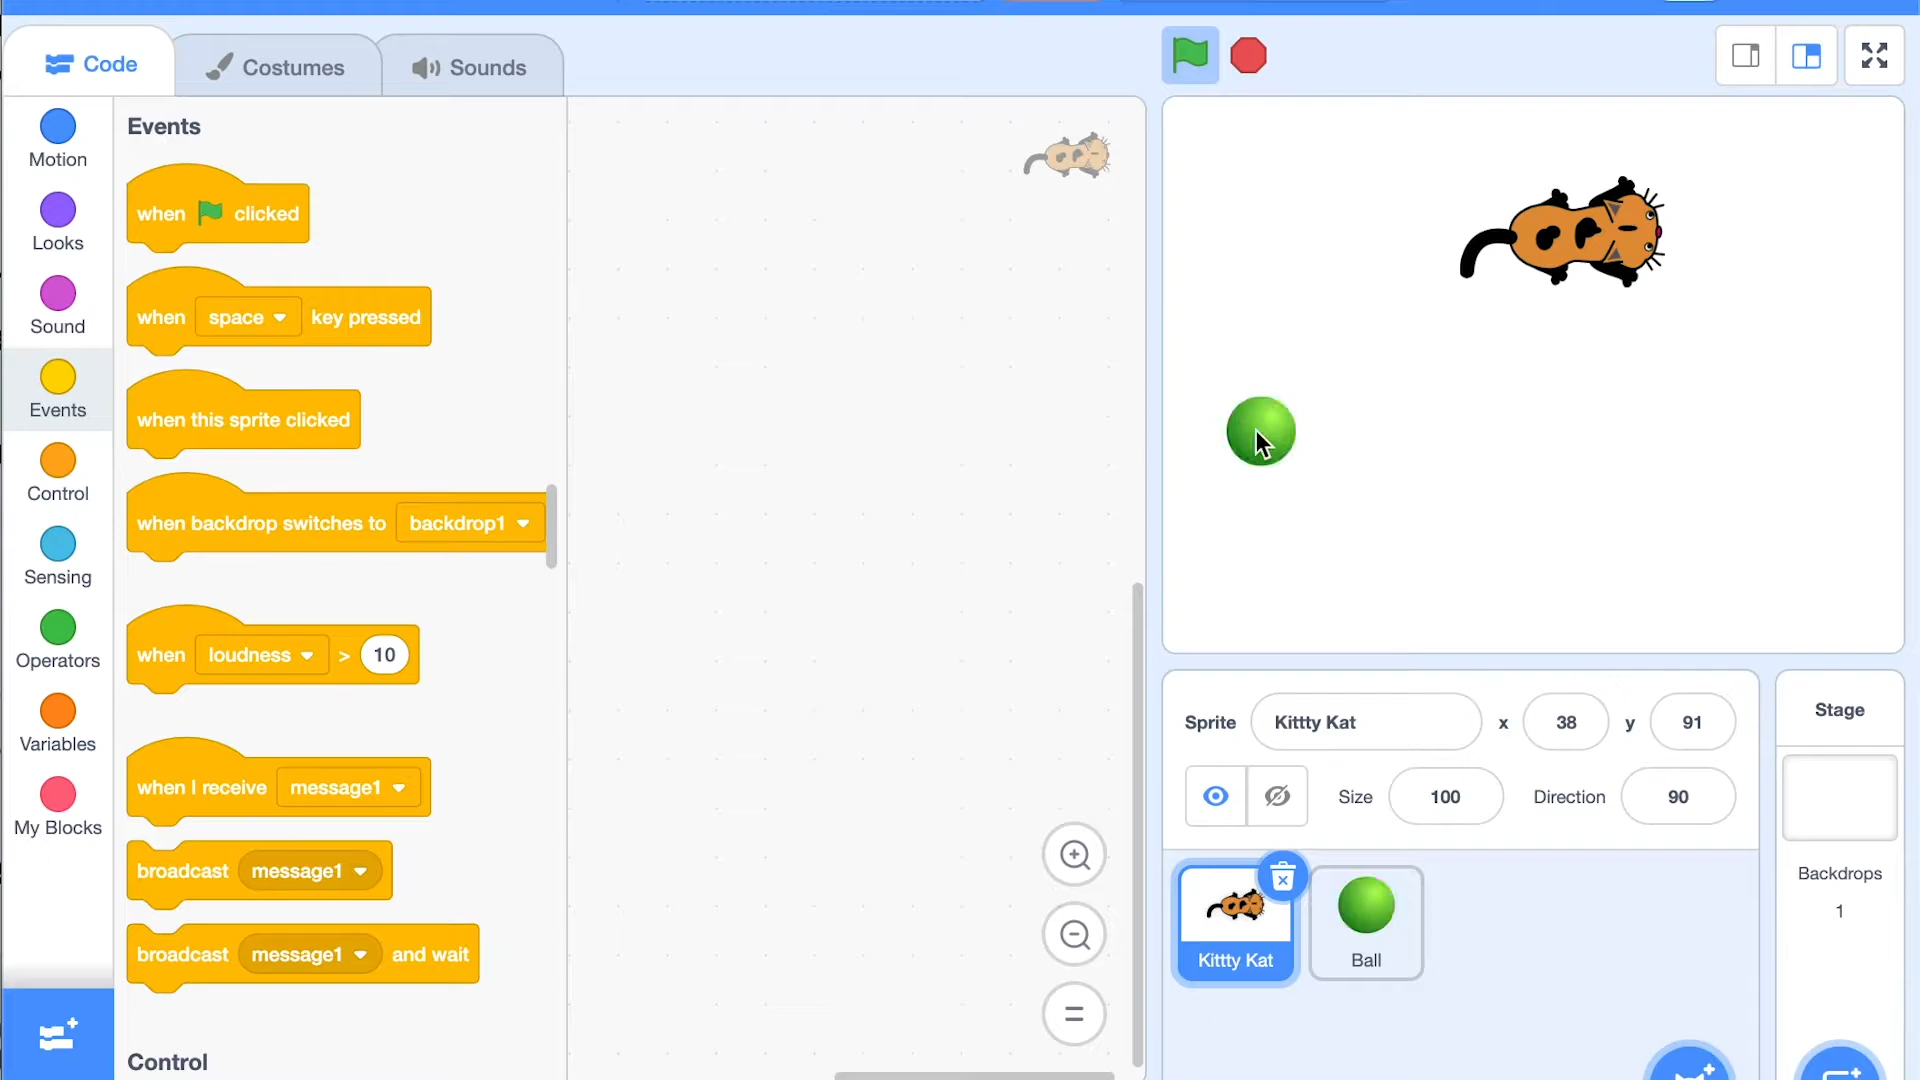 Code
Costumes
Sounds
Motion
Looks
Sound
Events
Control
Sensing
Operators
Variables
My Blocks
Events
when clicked
when space key pressed
when this sprite clicked
when backdrop switches to backdrop1
when loudness > 10
when I receive message1
broadcast message1
broadcast message1 and wait
Control
Sprite Kittty Kat x 38 y 91
Size 100 Direction 90
Kittty Kat
Ball
Stage
Backdrops
1